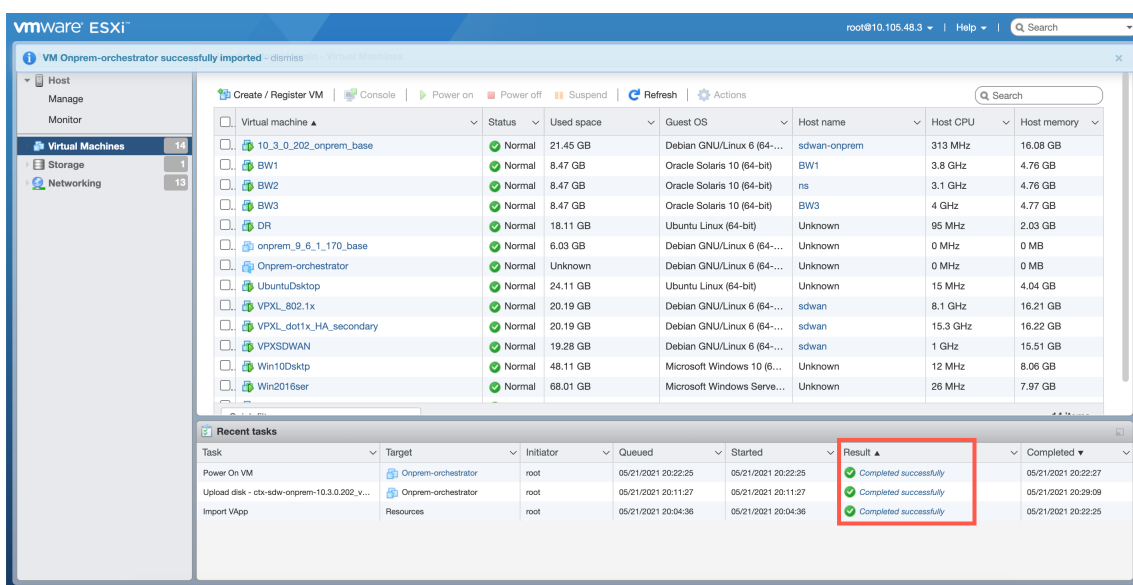 vmware ESXi™
root@10.105.48.3 | Help | Search
VM Onprem-orchestrator successfully imported - dismiss
Host
Manage
Monitor
Virtual Machines 14
Storage 1
Networking 13
Create / Register VM | Console | Power on Power off Suspend | Refresh | Actions Search
Virtual machine Status Used space Guest OS Host name Host CPU Host memory
10_3_0_202_onprem_base Normal 21.45 GB Debian GNU/Linux 6 (64-... sdwan-onprem 313 MHz 16.08 GB
BW1 Normal 8.47 GB Oracle Solaris 10 (64-bit) BW1 3.8 GHz 4.76 GB
BW2 Normal 8.47 GB Oracle Solaris 10 (64-bit) ns 3.1 GHz 4.76 GB
BW3 Normal 8.47 GB Oracle Solaris 10 (64-bit) BW3 4 GHz 4.77 GB
DR Normal 18.11 GB Ubuntu Linux (64-bit) Unknown 95 MHz 2.03 GB
onprem_9_6_1_170_base Normal 6.03 GB Debian GNU/Linux 6 (64-... Unknown 0 MHz 0 MB
Onprem-orchestrator Normal Unknown Debian GNU/Linux 6 (64-... Unknown 0 MHz 0 MB
UbuntuDsktop Normal 24.11 GB Ubuntu Linux (64-bit) Unknown 15 MHz 4.04 GB
VPXL_802.1x Normal 20.19 GB Debian GNU/Linux 6 (64-... sdwan 8.1 GHz 16.21 GB
VPXL_dot1x_HA_secondary Normal 20.19 GB Debian GNU/Linux 6 (64-... sdwan 15.3 GHz 16.22 GB
VPXSDWAN Normal 19.28 GB Debian GNU/Linux 6 (64-... sdwan 1 GHz 15.51 GB
Win10Dsktp Normal 48.11 GB Microsoft Windows 10 (6... Unknown 12 MHz 8.06 GB
Win2016ser Normal 68.01 GB Microsoft Windows Serve... Unknown 26 MHz 7.97 GB
Recent tasks
Task Target Initiator Queued Started Result Completed
Power On VM Onprem-orchestrator root 05/21/2021 20:22:25 05/21/2021 20:22:25 Completed successfully 05/21/2021 20:22:27
Upload disk - ctx-sdw-onprem-10.3.0.202_v... Onprem-orchestrator root 05/21/2021 20:11:27 05/21/2021 20:11:27 Completed successfully 05/21/2021 20:29:09
Import VApp Resources root 05/21/2021 20:04:36 05/21/2021 20:04:36 Completed successfully 05/21/2021 20:22:25